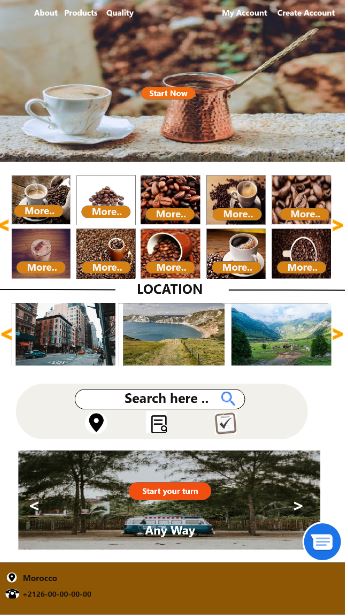 About Products Quality My Account Create Account
Start Now
More.. More.. More.. More.. More..
More.. More.. More.. More.. More..
LOCATION
Search here ..
Start your turn
Any Way
Morocco
+2126-00-00-00-00